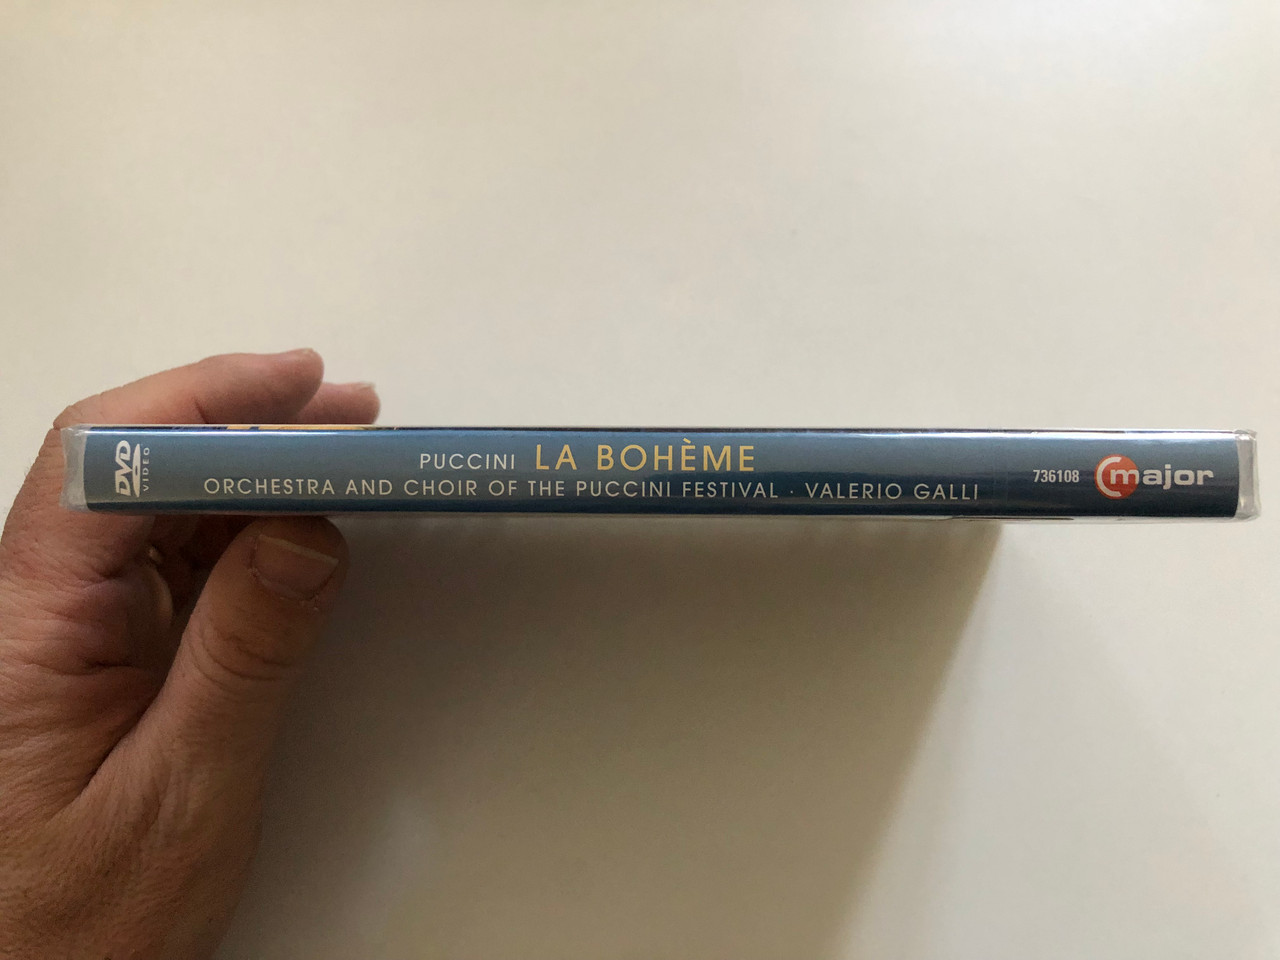 DVD
VIDEO
PUCCINI LA BOHÈME
ORCHESTRA AND CHOIR OF THE PUCCINI FESTIVAL · VALERIO GALLI
736108
C major